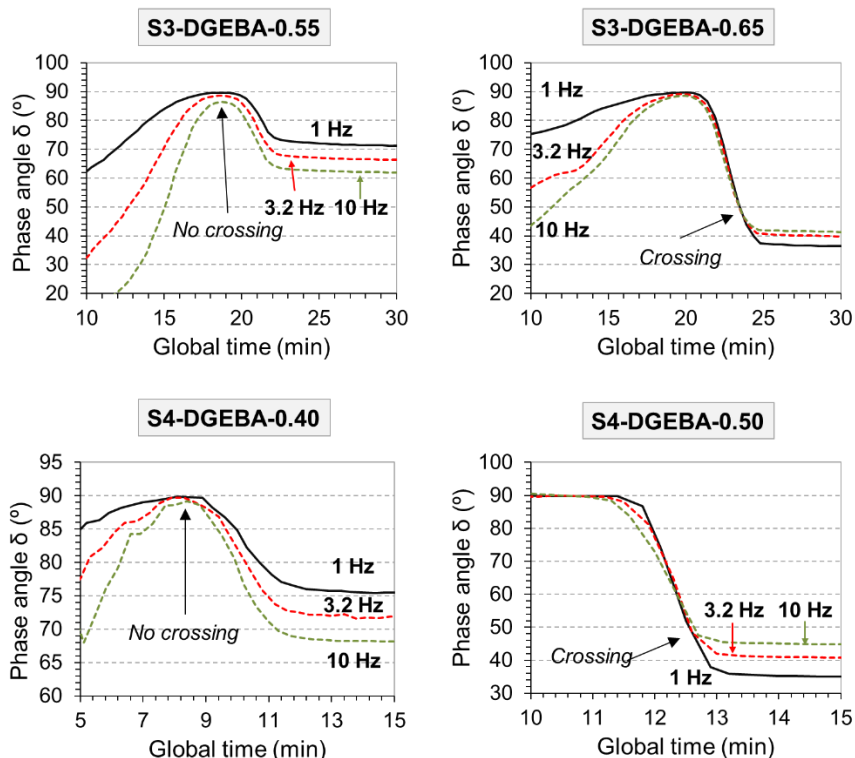 S3-DGEBA-0.55
Phase angle δ (º)
100
90
80
70
60
50
40
30
20
1 Hz
3.2 Hz
10 Hz
No crossing
10 15 20 25 30
Global time (min)
S3-DGEBA-0.65
Phase angle δ (º)
100
90
80
70
60
50
40
30
20
1 Hz
3.2 Hz
10 Hz
Crossing
10 15 20 25 30
Global time (min)
S4-DGEBA-0.40
Phase angle δ (º)
95
90
85
80
75
70
65
60
1 Hz
3.2 Hz
No crossing
10 Hz
5 7 9 11 13 15
Global time (min)
S4-DGEBA-0.50
Phase angle δ (º)
100
90
80
70
60
50
40
30
3.2 Hz 10 Hz
Crossing
1 Hz
10 11 12 13 14 15
Global time (min)